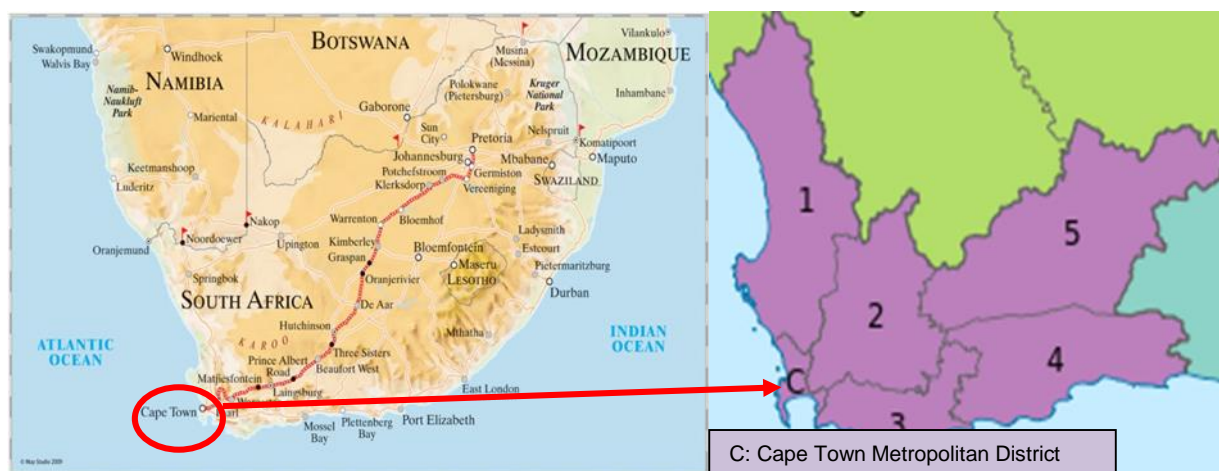 Swakopmund
Walvis Bay
Windhoek
NAMIBIA
Namib-
Naukluft
Park
Mariental
Keetmanshoop
Luderitz
BOTSWANA
KALAHARI
Gaborone
Sun
City
Musina
(Messina)
Polokwane
(Pietersburg)
Kruger
National
Park
MOZAMBIQUE
Vilankulo
Inhambane
Nelspruit
Komatipoort
Maputo
Pretoria
Johannesburg
Germiston
Mbabane
SWAZILAND
Potchefstroom
Klerksdorp
Vereeniging
Bloemhof
Warrenton
Kimberley
Graspan
Bloemfontein
Maseru
LESOTHO
Ladysmith
Estcourt
Pietermaritzburg
Durban
Nakop
Noordoewer
Oranjemund
Upington
Springbok
Oranjerivier
SOUTH AFRICA
De Aar
Hutchinson
Mthatha
KAROO
Three Sisters
Prince Albert
Road
Beaufort West
Matjiesfontein
Laingsburg
Cape Town
East London
Port Elizabeth
Mossel
Bay
Plettenberg
Bay
ATLANTIC
OCEAN
INDIAN
OCEAN
© Map Studio 2009
1
2
3
4
5
C
C: Cape Town Metropolitan District